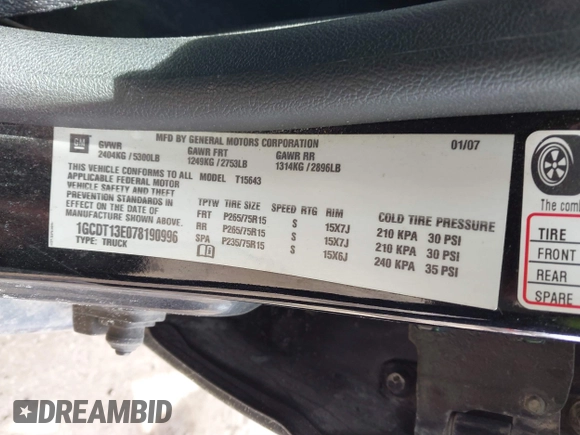 GM
MFD BY GENERAL MOTORS CORPORATION 01/07
GVWR GAWR FRT GAWR RR
2404KG / 5300LB 1249KG / 2753LB 1314KG / 2896LB
THIS VEHICLE CONFORMS TO ALL MODEL T15643
APPLICABLE FEDERAL MOTOR
VEHICLE SAFETY AND THEFT
PREVENTION STANDARDS IN
EFFECT ON THE DATE OF
MANUFACTURE SHOWN ABOVE.
1GCDT13E078190996
TYPE: TRUCK
TPTW TIRE SIZE SPEED RTG RIM COLD TIRE PRESSURE
FRT P265/75R15 S 15X7J 210 KPA 30 PSI
RR P265/75R15 S 15X7J 210 KPA 30 PSI
SPA P235/75R15 S 15X6J 240 KPA 35 PSI
The com
TIRE
FRONT
REAR
SPARE
DREAMBID